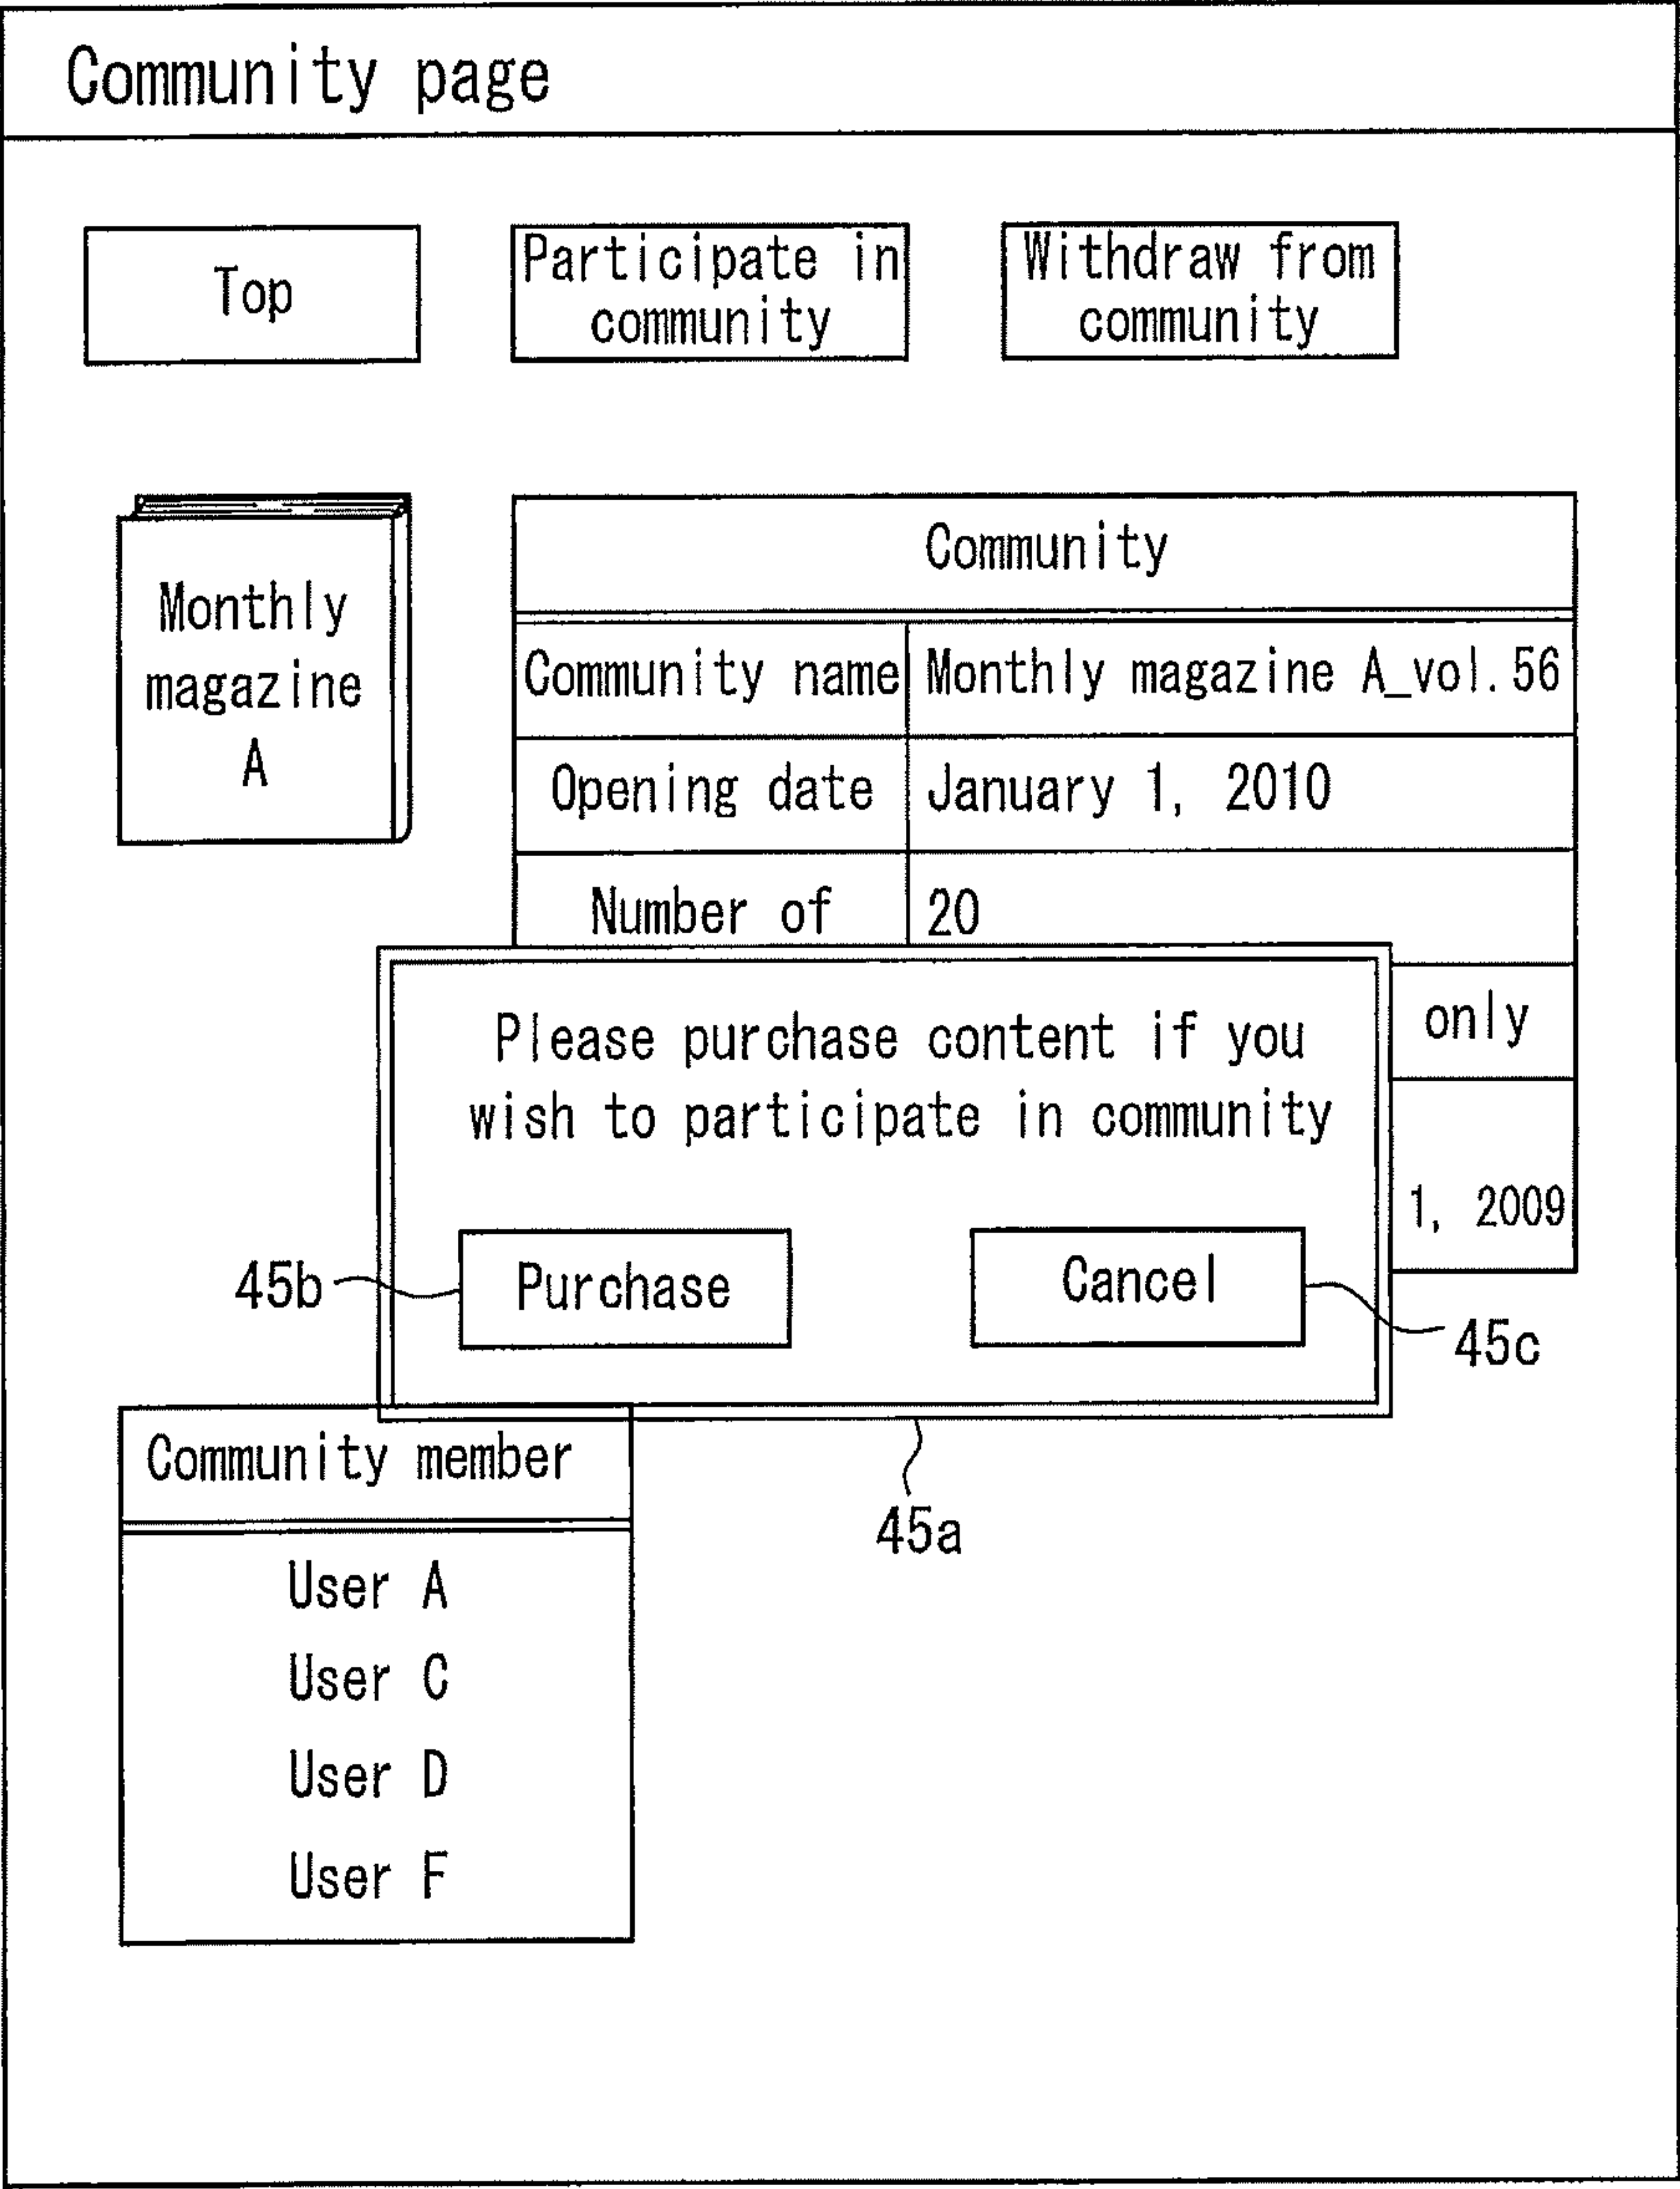 Community page
Top
Participate in
community
Withdraw from
community
Monthly
magazine
A
Community
Community name
Monthly magazine A_vol.56
Opening date
January 1, 2010
Number of
20
only
1, 2009
Please purchase content if you
wish to participate in community
45b
Purchase
Cancel
45c
45a
Community member
User A
User C
User D
User F